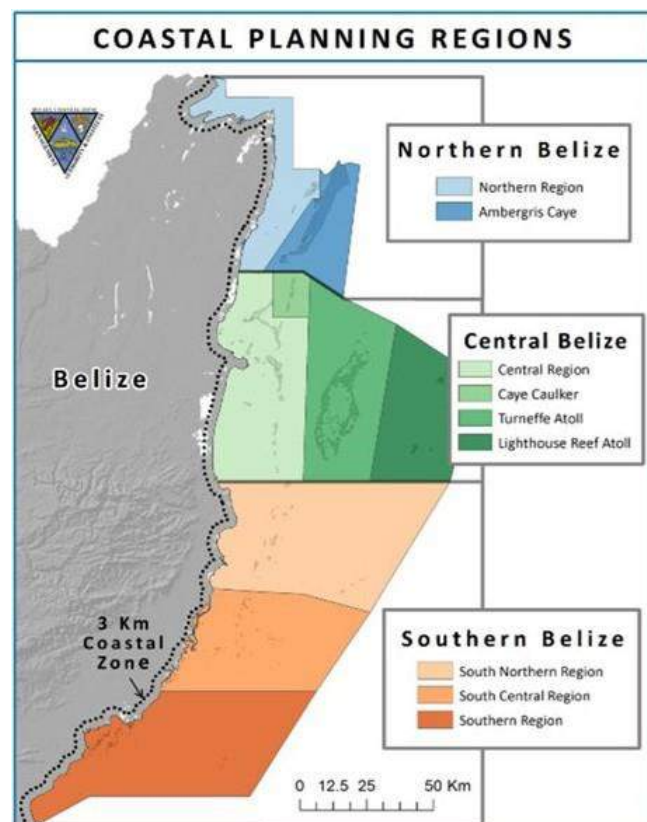 COASTAL PLANNING REGIONS
Northern Belize
Northern Region
Ambergris Caye
Central Belize
Central Region
Caye Caulker
Turneffe Atoll
Lighthouse Reef Atoll
Belize
3 Km
Coastal
Zone
Southern Belize
South Northern Region
South Central Region
Southern Region
0 12.5 25 50 Km